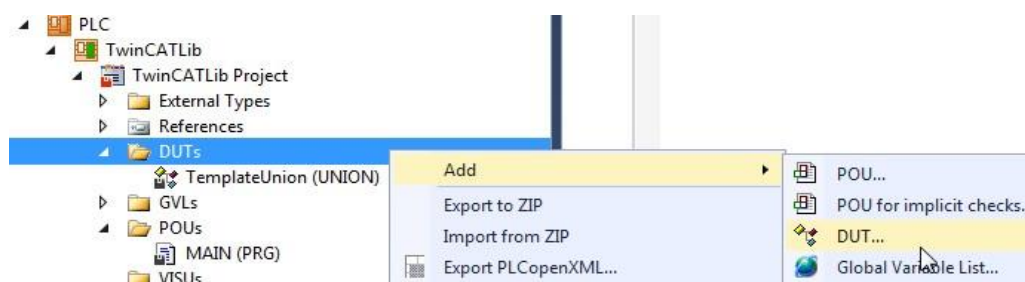 PLC
TwinCATLib
TwinCATLib Project
External Types
References
DUTs
TemplateUnion (UNION)
GVLs
POUs
MAIN (PRG)
VISUs
Add
Export to ZIP
Import from ZIP
Export PLCopenXML...
POU...
POU for implicit checks.
DUT...
Global Variable List...